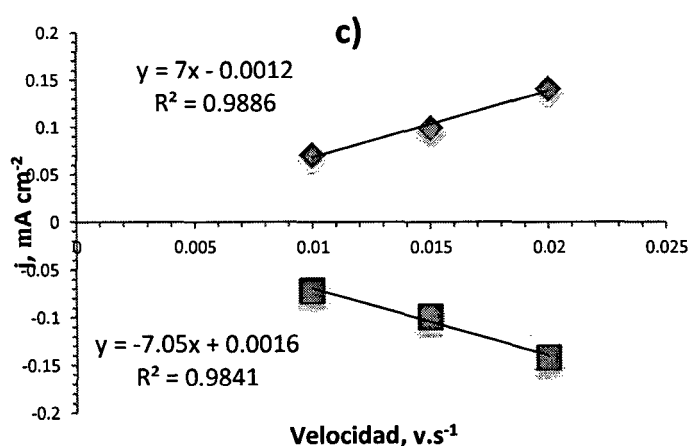 c)
y = 7x - 0.0012
R² = 0.9886
0.2
0.15
0.1
0.05
0
-0.05
-0.1
-0.15
-0.2
j, mA cm⁻²
0
0.005
0.01
0.015
0.02
0.025
y = -7.05x + 0.0016
R² = 0.9841
Velocidad, v.s⁻¹